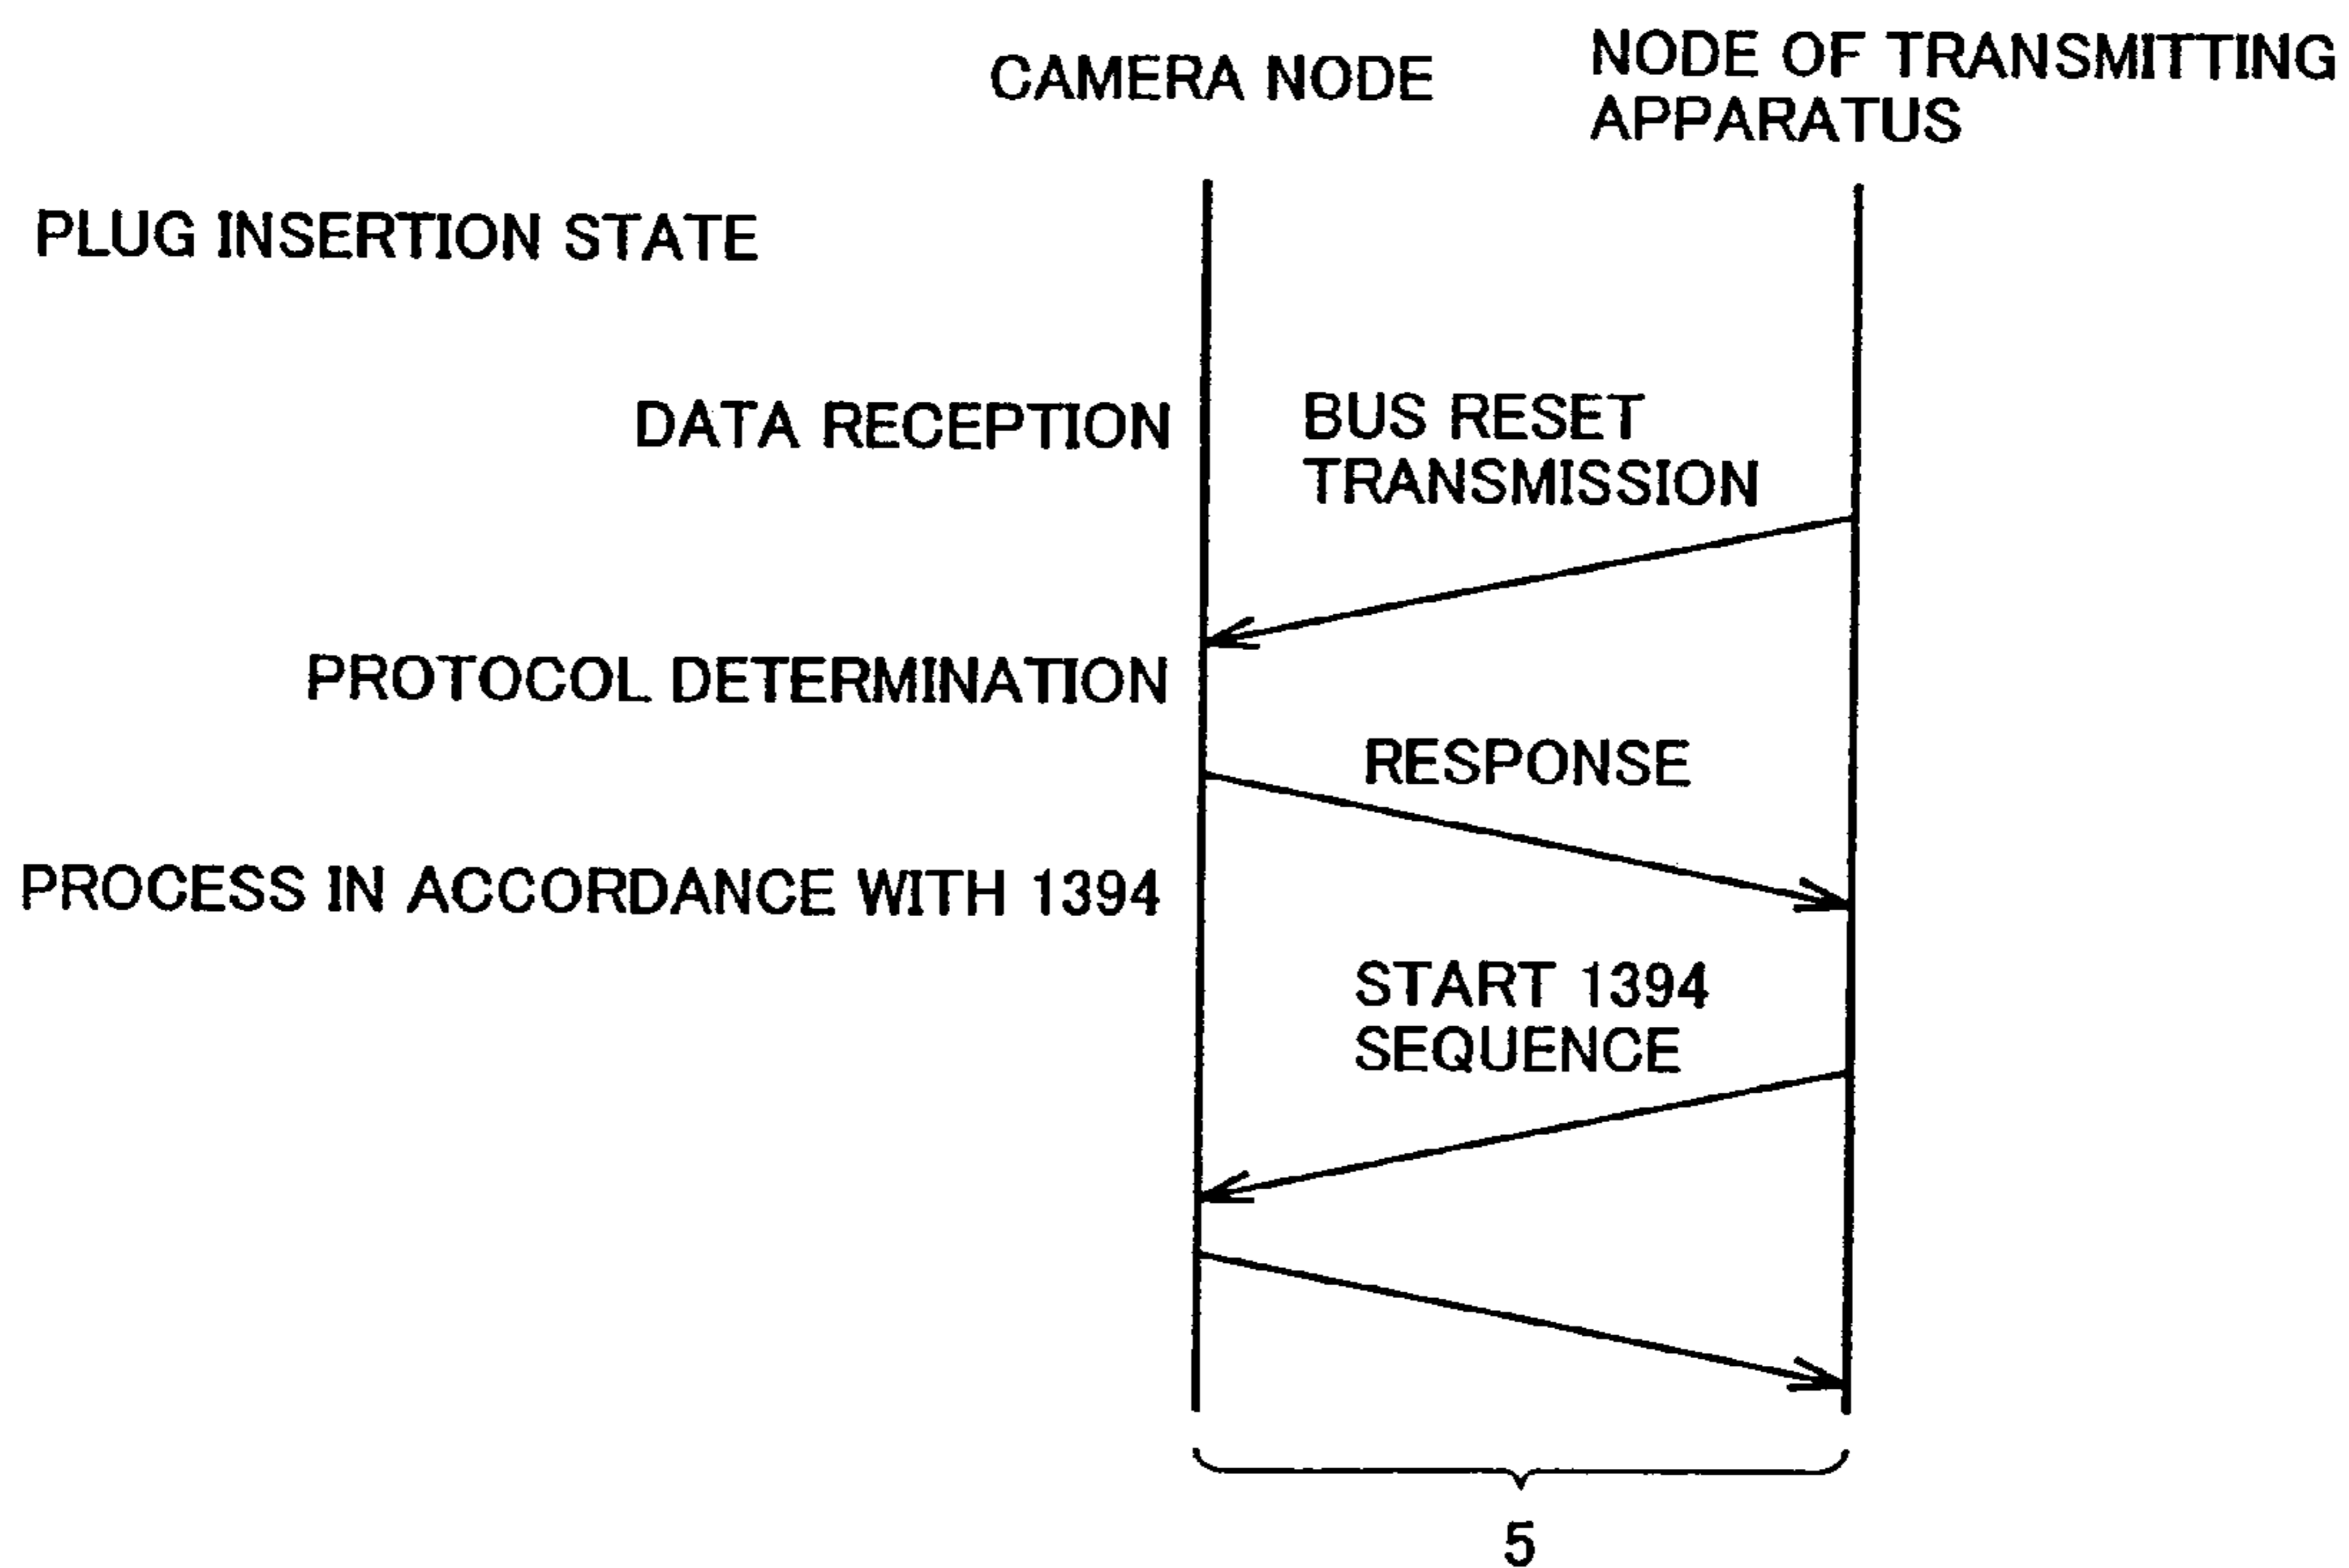 CAMERA NODE
NODE OF TRANSMITTING
APPARATUS
PLUG INSERTION STATE
DATA RECEPTION
BUS RESET
TRANSMISSION
PROTOCOL DETERMINATION
RESPONSE
PROCESS IN ACCORDANCE WITH 1394
START 1394
SEQUENCE
5